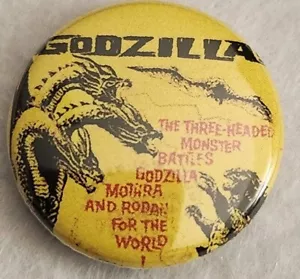 GODZILLA
THE THREE-HEADED
MONSTER
BATTLES
GODZILLA
MOTHRA
AND RODAN
FOR THE
WORLD
!